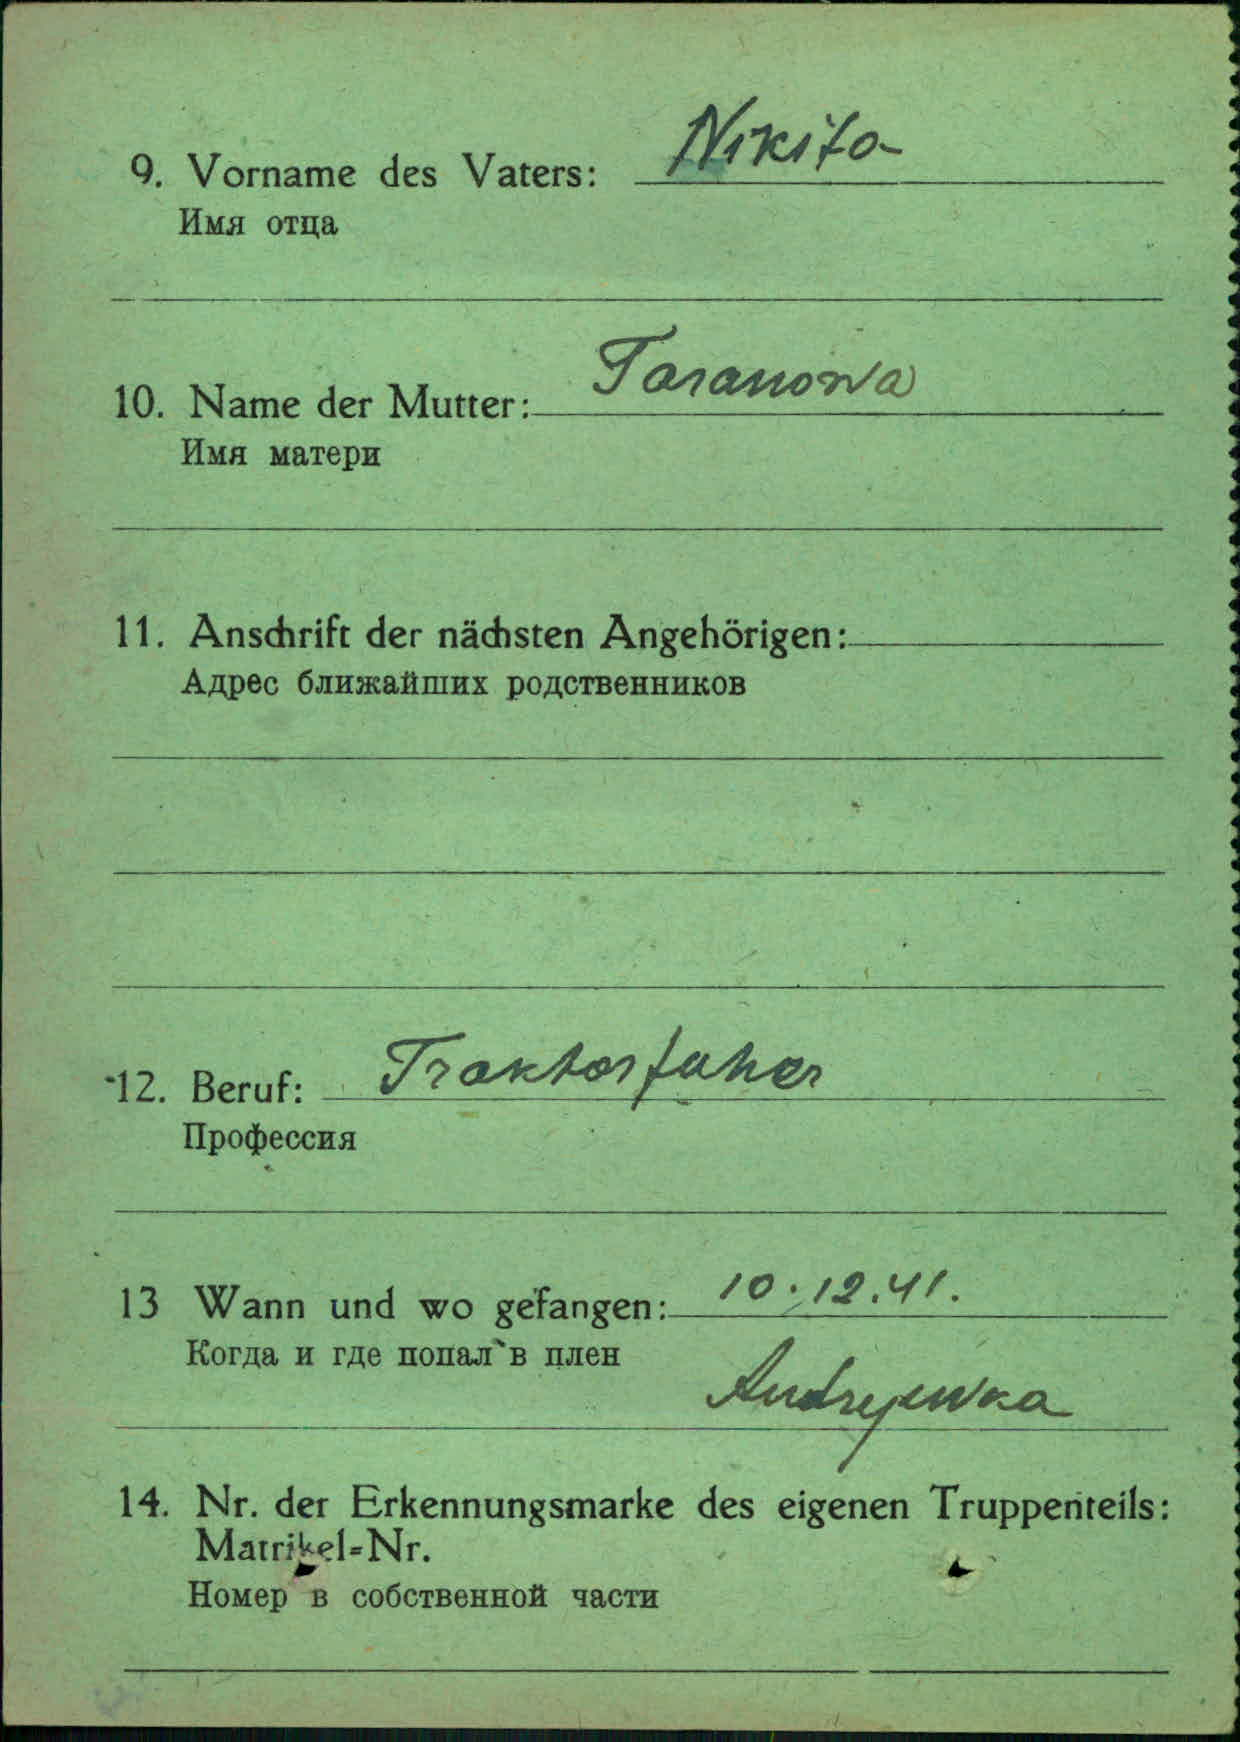 9. Vorname des Vaters: Nikita
Имя отца
10. Name der Mutter: Taranowa
Имя матери
11. Anschrift der nächsten Angehörigen:
Адрес ближайших родственников
12. Beruf: Traktorfaher
Профессия
13 Wann und wo gefangen: 10.12.41.
Когда и где попал в плен
Andrejewka
14. Nr. der Erkennungsmarke des eigenen Truppenteils:
Matrikel-Nr.
Номер в собственной части